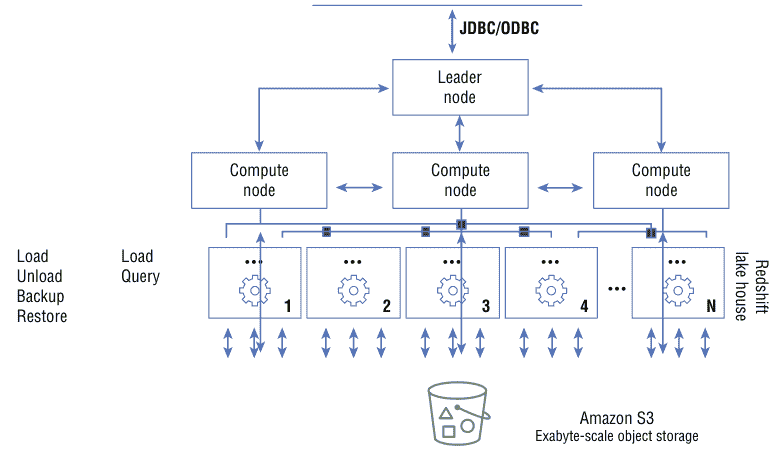 JDBC/ODBC
Leader
node
Compute
node
Compute
node
Compute
node
Load
Unload
Backup
Restore
Load
Query
... 1
... 2
... 3
... 4
...
... N
Redshift
lake house
Amazon S3
Exabyte-scale object storage